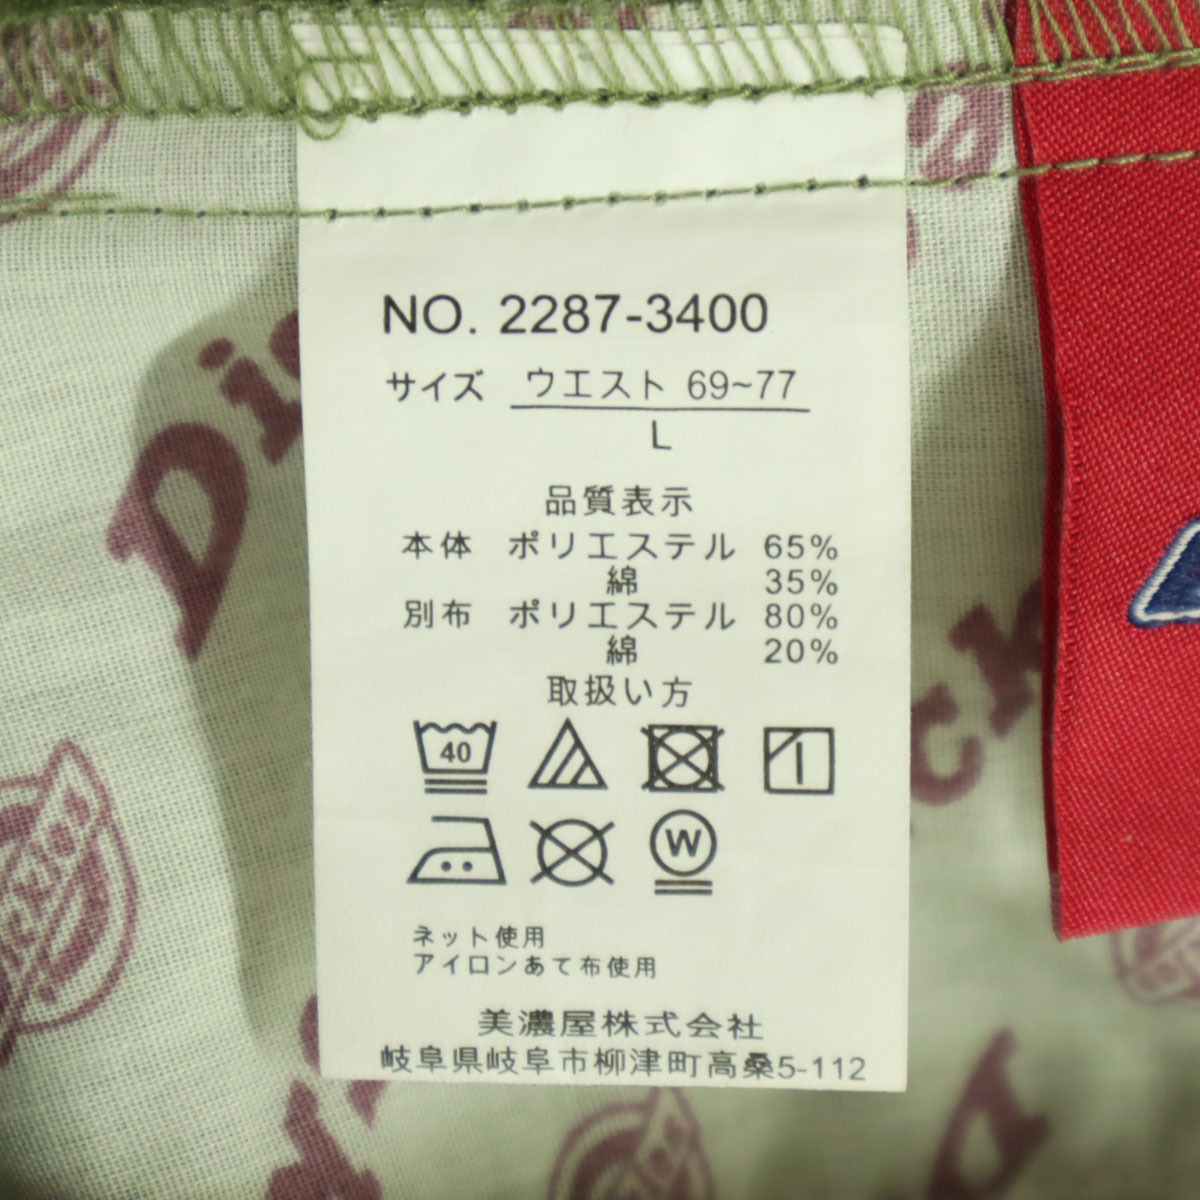 NO. 2287-3400
サイズ ウエスト 69~77
L
品質表示
本体 ポリエステル 65%
綿 35%
別布 ポリエステル 80%
綿 20%
取扱い方
40
W
ネット使用
アイロンあて布使用
美濃屋株式会社
岐阜県岐阜市柳津町高桑5-112
Dickies